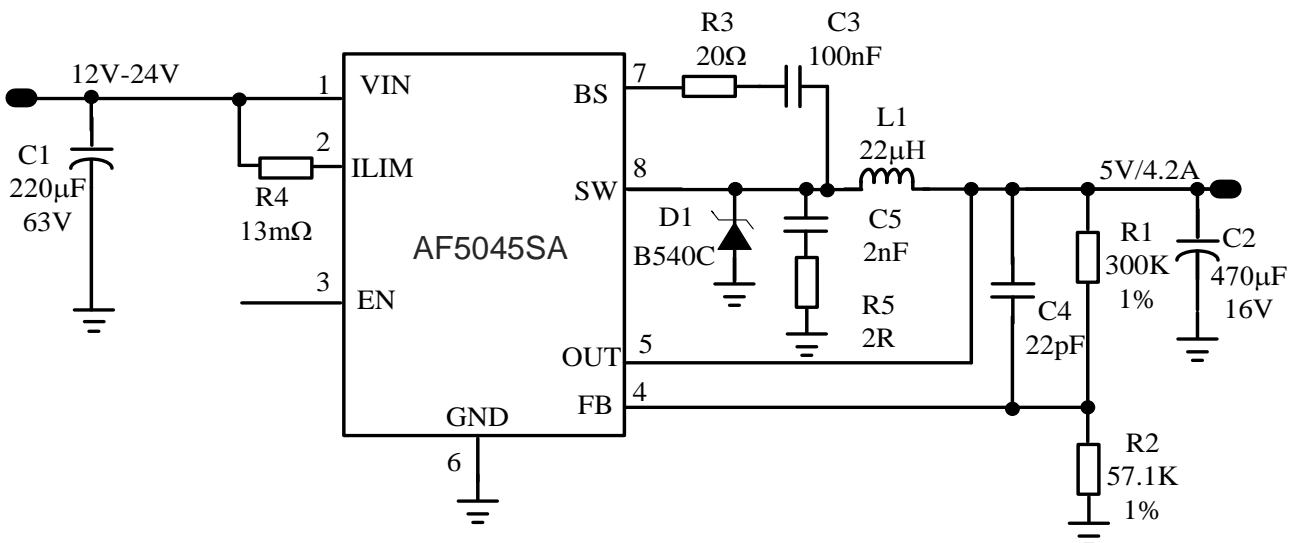 12V-24V
C1
220μF
63V
R4
13mΩ
1
2
3
VIN
ILIM
EN
AF5045SA
BS
SW
OUT
FB
GND
6
7
8
5
4
R3
20Ω
C3
100nF
L1
22μH
D1
B540C
C5
2nF
R5
2R
5V/4.2A
C4
22pF
R1
300K
1%
C2
470μF
16V
R2
57.1K
1%